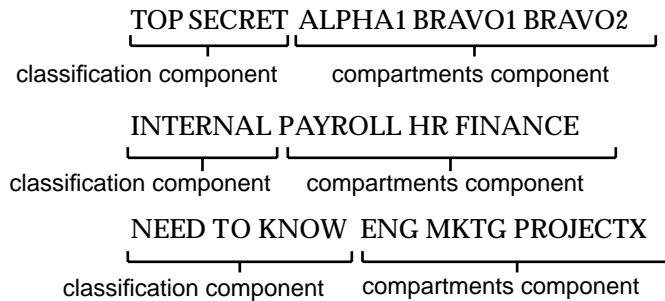 TOP SECRET ALPHA1 BRAVO1 BRAVO2
classification component compartments component
INTERNAL PAYROLL HR FINANCE
classification component compartments component
NEED TO KNOW ENG MKTG PROJECTX
classification component compartments component